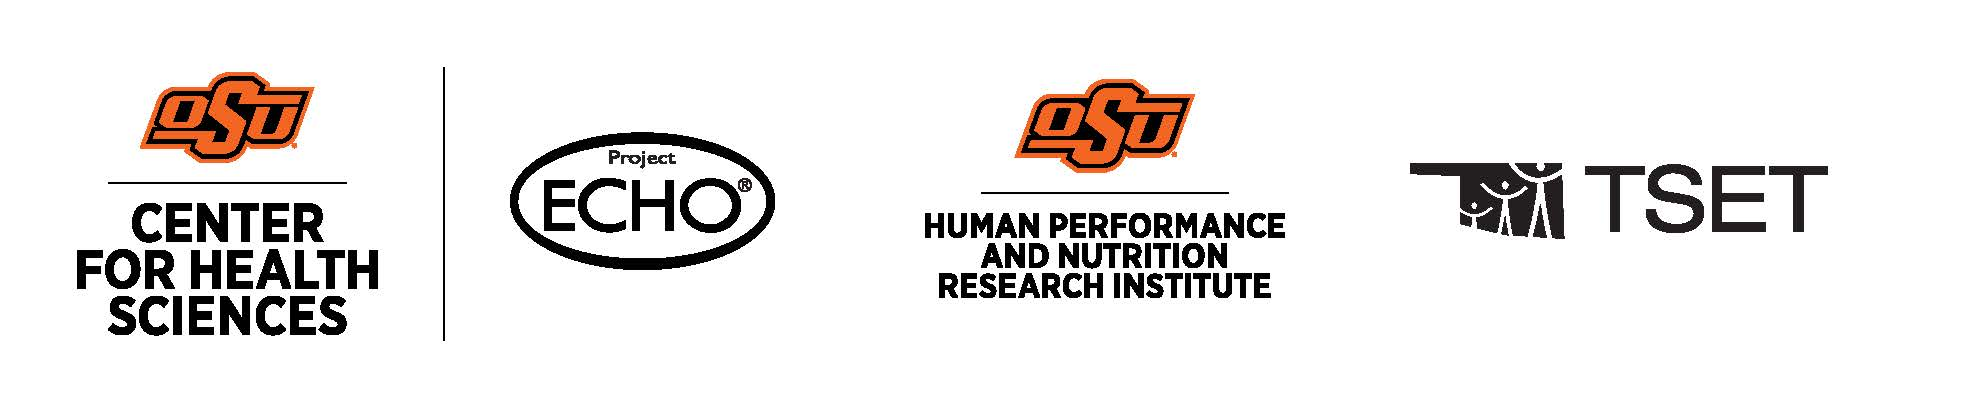 OSU
CENTER
FOR HEALTH
SCIENCES
Project
ECHO®
OSU
HUMAN PERFORMANCE
AND NUTRITION
RESEARCH INSTITUTE
TSET